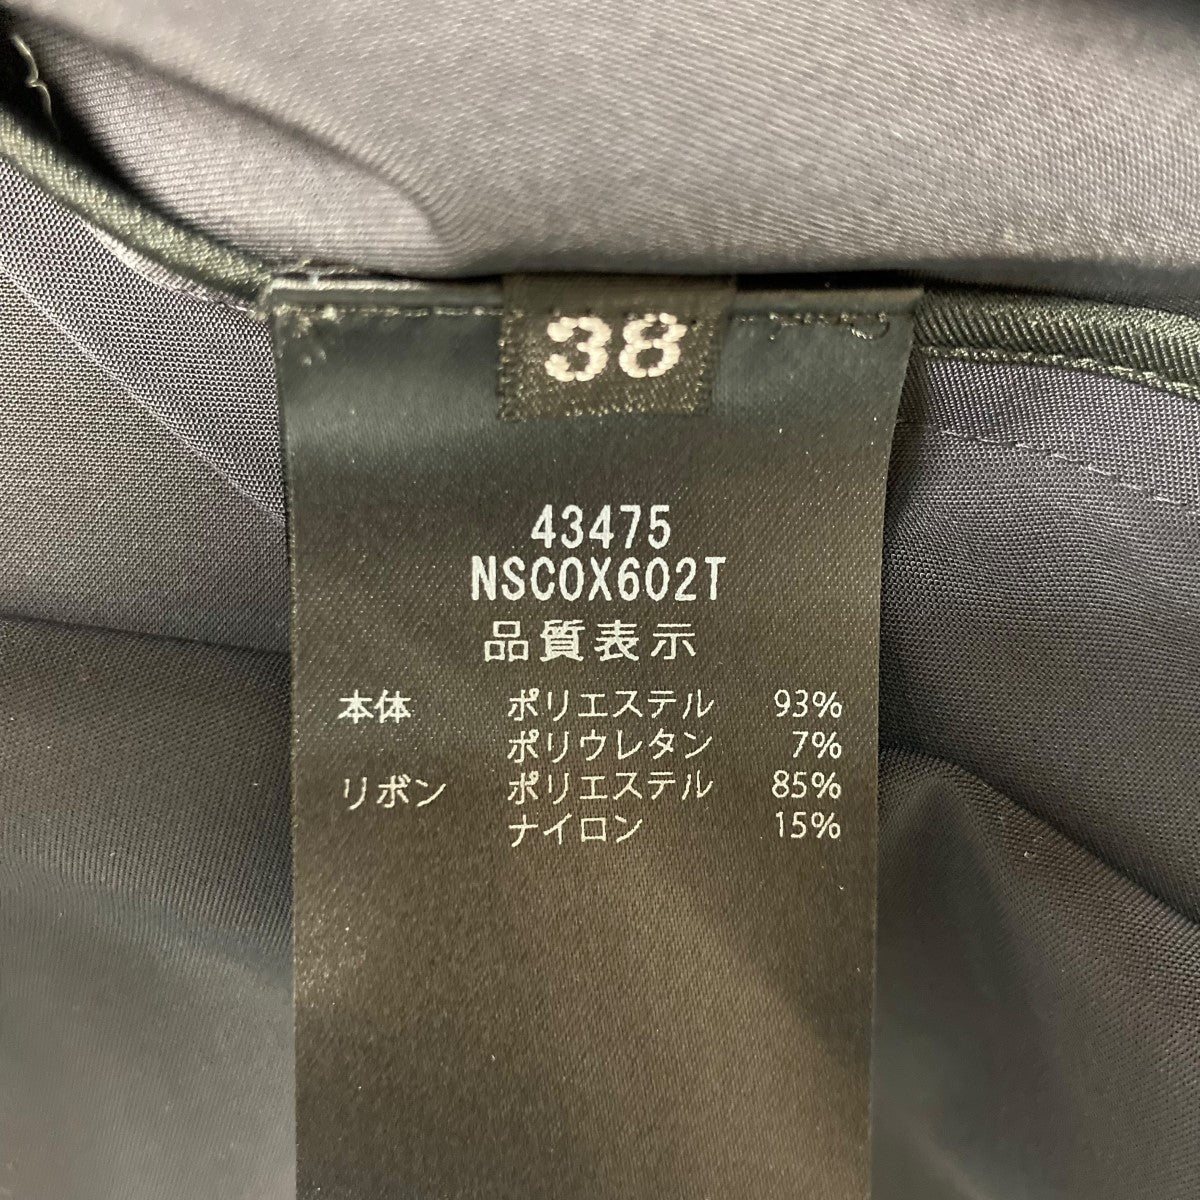 38
43475
NSCOX602T
品質表示
本体 ポリエステル 93%
ポリウレタン 7%
リボン ポリエステル 85%
ナイロン 15%